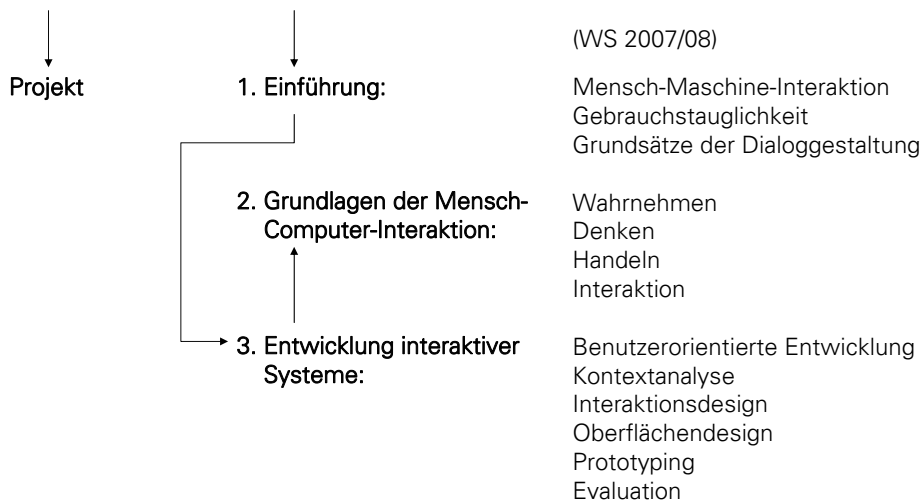 (WS 2007/08)
Projekt
1. Einführung:
Mensch-Maschine-Interaktion
Gebrauchstauglichkeit
Grundsätze der Dialoggestaltung
2. Grundlagen der Mensch-
Computer-Interaktion:
Wahrnehmen
Denken
Handeln
Interaktion
3. Entwicklung interaktiver
Systeme:
Benutzerorientierte Entwicklung
Kontextanalyse
Interaktionsdesign
Oberflächendesign
Prototyping
Evaluation